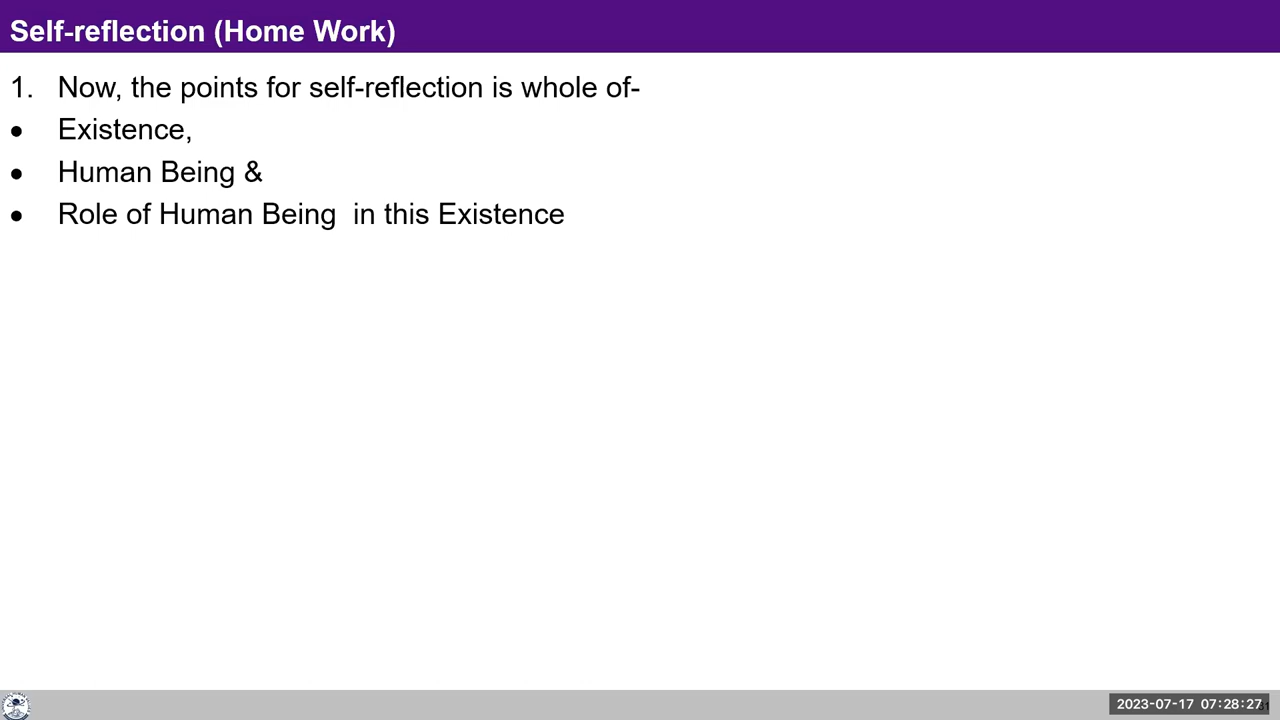 Self-reflection (Home Work)
1. Now, the points for self-reflection is whole of-
• Existence,
• Human Being &
• Role of Human Being  in this Existence
2023-07-17 07:28:27